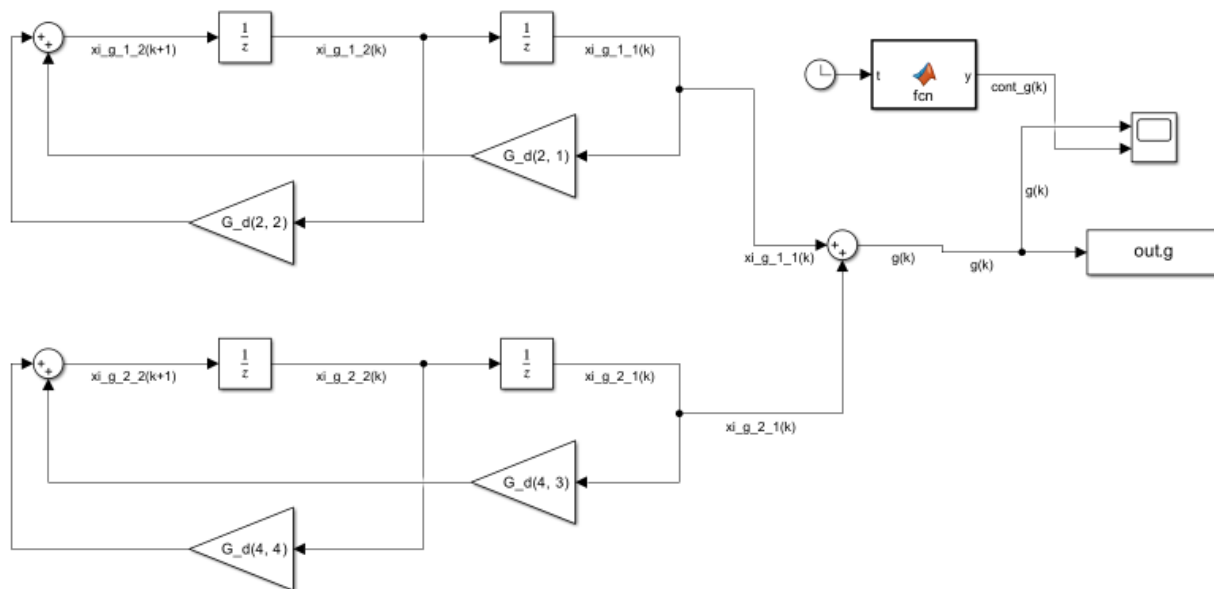 1
z
1
z
xi_g_1_2(k+1)
xi_g_1_2(k)
xi_g_1_1(k)
t
y
fcn
cont_g(k)
G_d(2, 1)
G_d(2, 2)
g(k)
xi_g_1_1(k)
g(k)
g(k)
out.g
1
z
1
z
xi_g_2_2(k+1)
xi_g_2_2(k)
xi_g_2_1(k)
xi_g_2_1(k)
G_d(4, 3)
G_d(4, 4)